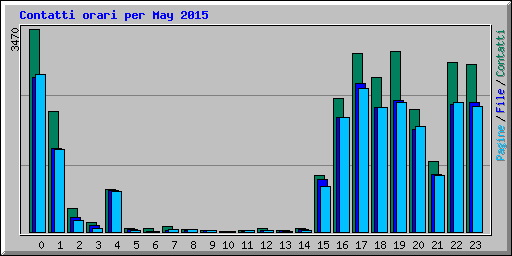 Contatti orari per May 2015
3470
Pagine / File / Contatti
0 1 2 3 4 5 6 7 8 9 10 11 12 13 14 15 16 17 18 19 20 21 22 23